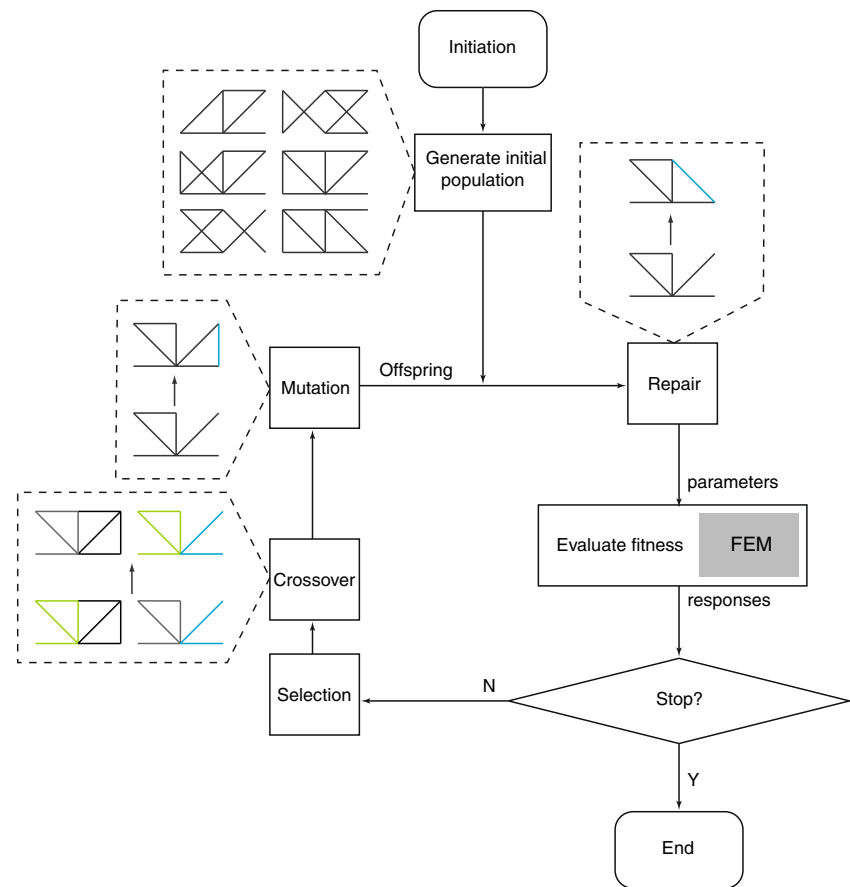 Initiation
Generate initial
population
Offspring
Mutation
Repair
parameters
Evaluate fitness
FEM
responses
Crossover
Selection
N
Stop?
Y
End